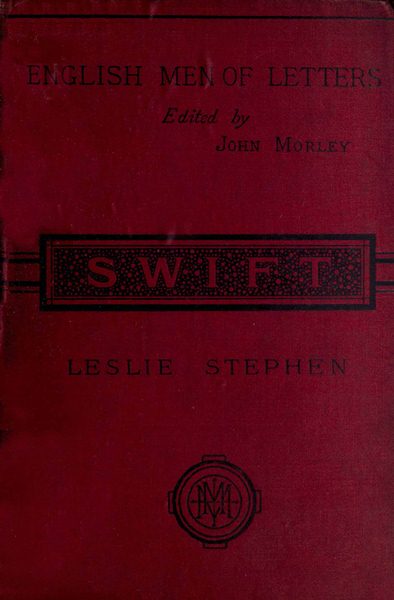 ENGLISH MEN OF LETTERS
Edited by
JOHN MORLEY
SWIFT
LESLIE STEPHEN